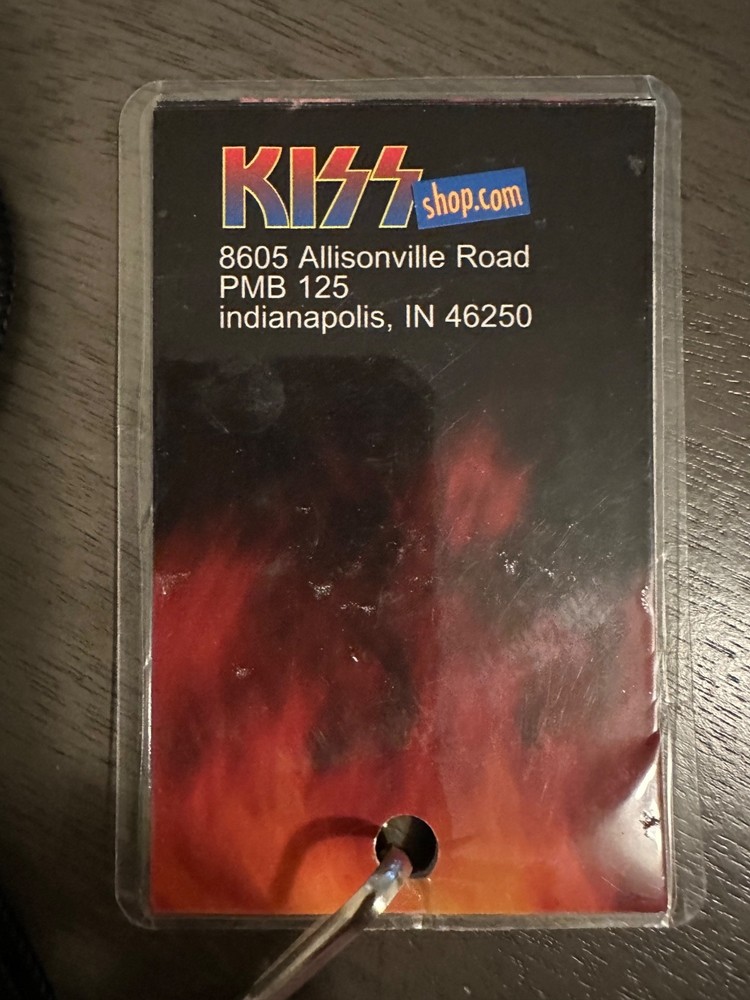 KISS shop.com
8605 Allisonville Road
PMB 125
indianapolis, IN 46250